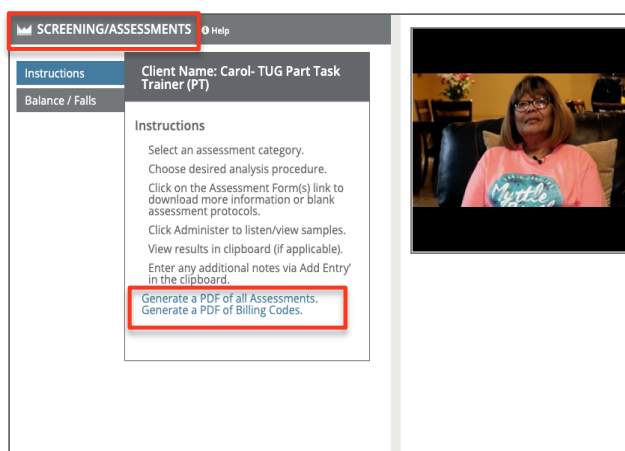 SCREENING/ASSESSMENTS Help
Instructions
Balance / Falls
Client Name: Carol- TUG Part Task
Trainer (PT)
Instructions
Select an assessment category.
Choose desired analysis procedure.
Click on the Assessment Form(s) link to
download more information or blank
assessment protocols.
Click Administer to listen/view samples.
View results in clipboard (if applicable).
Enter any additional notes via Add Entry'
in the clipboard.
Generate a PDF of all Assessments.
Generate a PDF of Billing Codes.
Myrtle